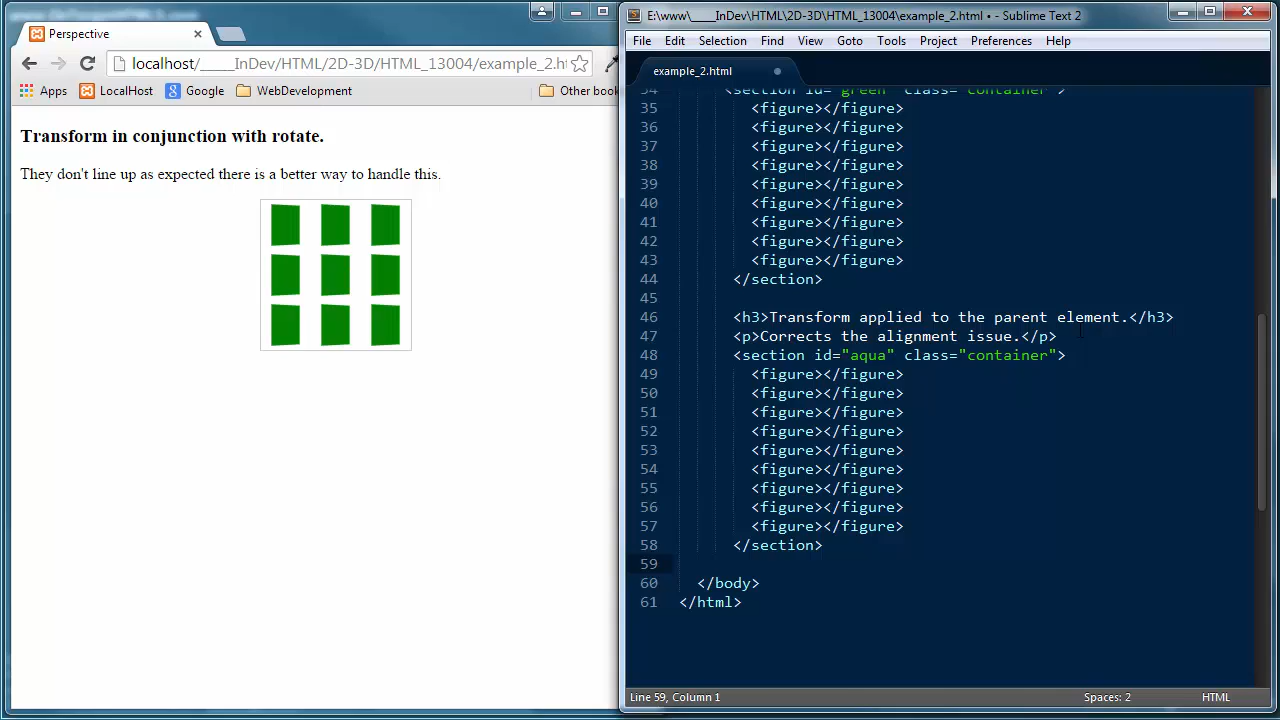 Perspective
localhost/_____InDev/HTML/2D-3D/HTML_13004/example_2.h
Apps LocalHost Google WebDevelopment Other book
Transform in conjunction with rotate.
They don't line up as expected there is a better way to handle this.
E:\www\____InDev\HTML\2D-3D\HTML_13004\example_2.html • - Sublime Text 2
File Edit Selection Find View Goto Tools Project Preferences Help
example_2.html
34 <section id="green" class="container">
35 <figure></figure>
36 <figure></figure>
37 <figure></figure>
38 <figure></figure>
39 <figure></figure>
40 <figure></figure>
41 <figure></figure>
42 <figure></figure>
43 <figure></figure>
44 </section>
45
46 <h3>Transform applied to the parent element.</h3>
47 <p>Corrects the alignment issue.</p>
48 <section id="aqua" class="container">
49 <figure></figure>
50 <figure></figure>
51 <figure></figure>
52 <figure></figure>
53 <figure></figure>
54 <figure></figure>
55 <figure></figure>
56 <figure></figure>
57 <figure></figure>
58 </section>
59
60 </body>
61 </html>
Line 59, Column 1 Spaces: 2 HTML